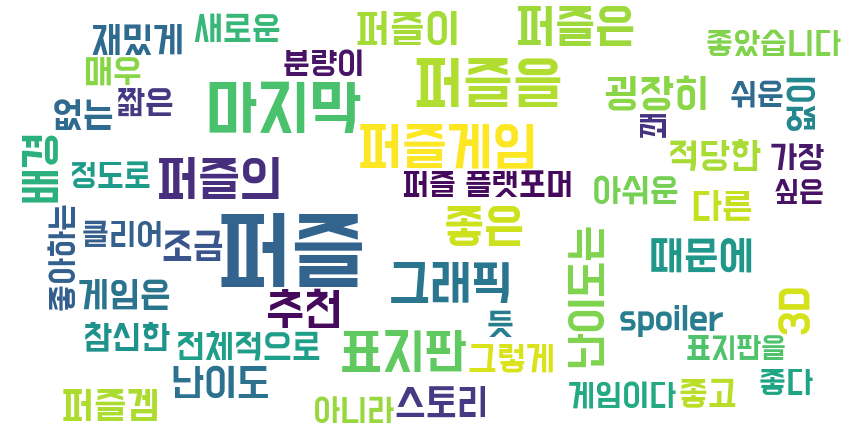 재밌게
새로운
퍼즐이
퍼즐은
좋았습니다
매우
분량이
퍼즐을
굉장히
쉬운
없이
없는
짧은
마지막
꽤
배경
정도로
퍼즐의
퍼즐게임
적당한
가장
퍼즐 플랫포머
아쉬운
싶은
다른
좋아하는
클리어
조금
퍼즐
좋은
난이도는
때문에
게임은
추천
그래픽
3D
참신한
전체적으로
표지판
듯
spoiler
그렇게
표지판을
난이도
퍼즐겜
아니라
스토리
게임이다
좋고
좋다